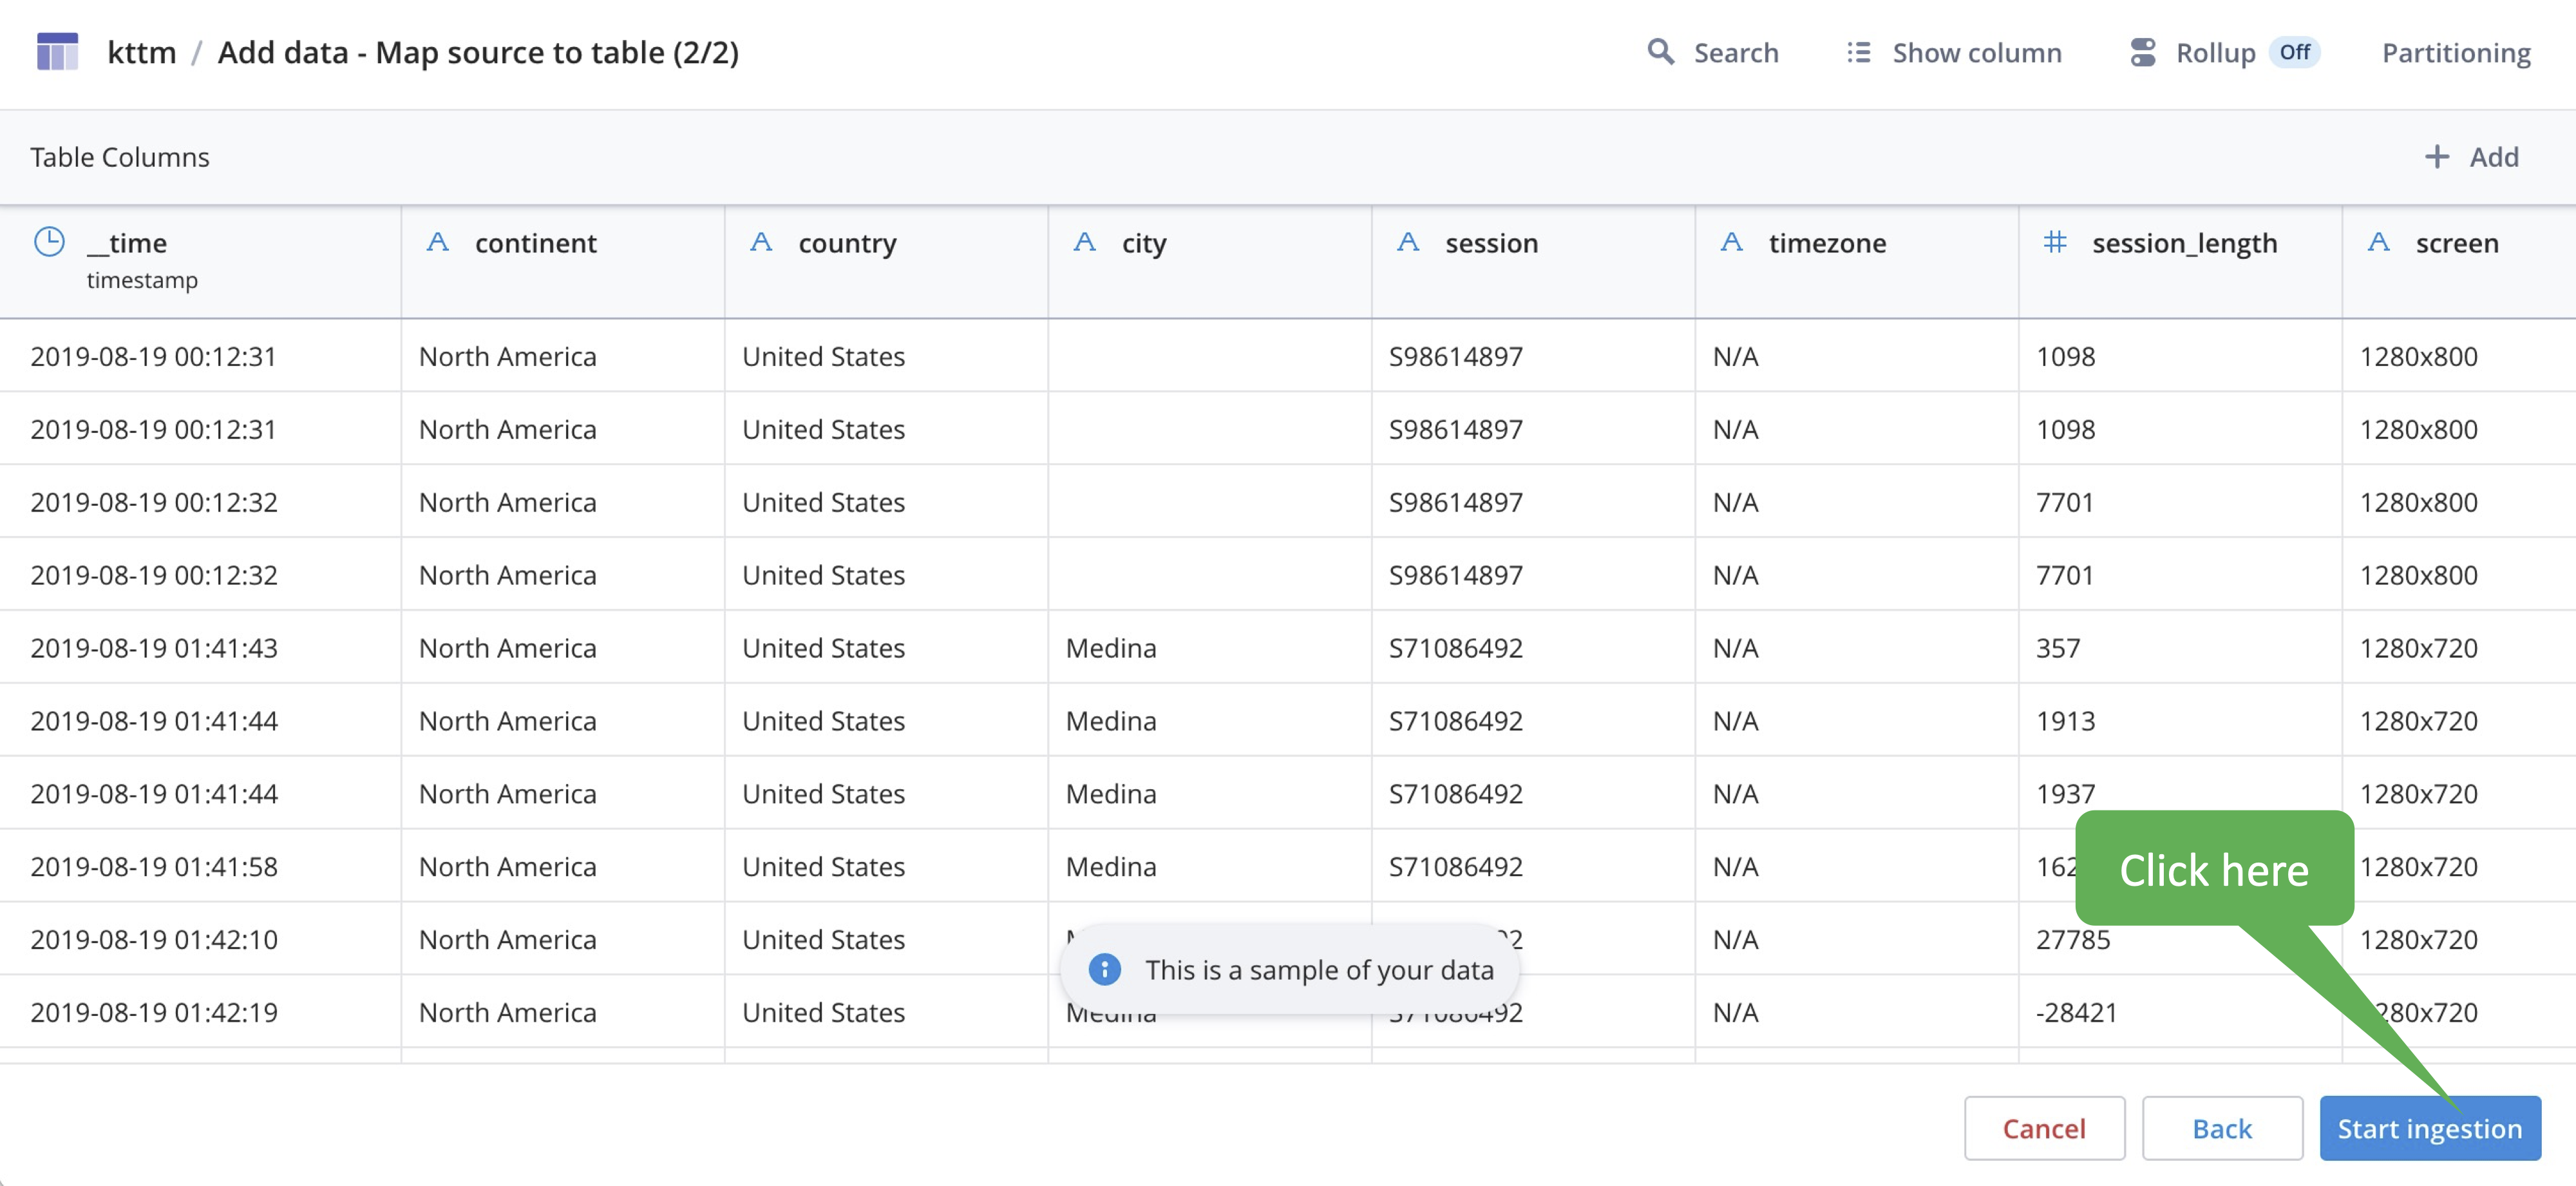 kttm / Add data - Map source to table (2/2) Search Show column Rollup Off Partitioning
Table Columns + Add
__time continent country city session timezone # session_length screen
timestamp
2019-08-19 00:12:31 North America United States S98614897 N/A 1098 1280x800
2019-08-19 00:12:31 North America United States S98614897 N/A 1098 1280x800
2019-08-19 00:12:32 North America United States S98614897 N/A 7701 1280x800
2019-08-19 00:12:32 North America United States S98614897 N/A 7701 1280x800
2019-08-19 01:41:43 North America United States Medina S71086492 N/A 357 1280x720
2019-08-19 01:41:44 North America United States Medina S71086492 N/A 1913 1280x720
2019-08-19 01:41:44 North America United States Medina S71086492 N/A 1937 1280x720
2019-08-19 01:41:58 North America United States Medina S71086492 N/A 1280x720
Click here
2019-08-19 01:42:10 North America United States N/A 27785 1280x720
This is a sample of your data
2019-08-19 01:42:19 North America United States Medina S71086492 N/A -28421 280x720
Cancel Back Start ingestion